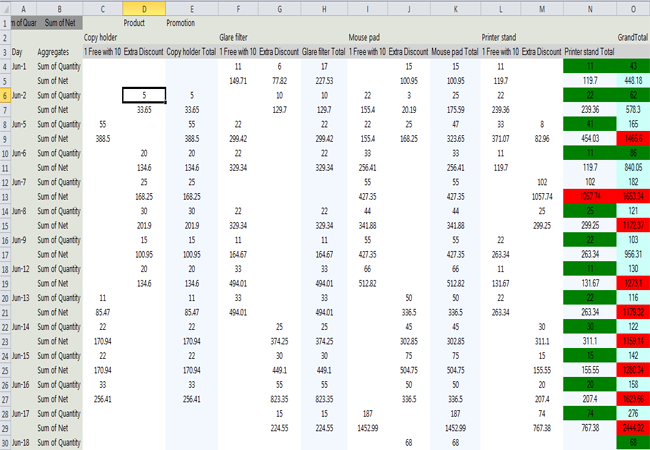 A B C D E F G H I J K L M N O
1 m of Quar Sum of Net Product Promotion
2 Copy holder Glare filter Mouse pad Printer stand GrandTotal
3 Day Aggregates 1 Free with 10 Extra Discount Copy holder Total 1 Free with 10 Extra Discount Glare filter Total 1 Free with 10 Extra Discount Mouse pad Total 1 Free with 10 Extra Discount Printer stand Total
4 Jun-1 Sum of Quantity 11 6 17 15 15 11 11 43
5 Sum of Net 149.71 77.82 227.53 100.95 100.95 119.7 119.7 448.18
6 Jun-2 Sum of Quantity 5 5 10 10 22 3 25 22 22 62
7 Sum of Net 33.65 33.65 129.7 129.7 155.4 20.19 175.59 239.36 239.36 578.3
8 Jun-5 Sum of Quantity 55 55 22 22 22 25 47 33 8 41 165
9 Sum of Net 388.5 388.5 299.42 299.42 155.4 168.25 323.65 371.07 82.96 454.03 1465.6
10 Jun-6 Sum of Quantity 20 20 22 22 33 33 11 11 86
11 Sum of Net 134.6 134.6 329.34 329.34 256.41 256.41 119.7 119.7 840.05
12 Jun-7 Sum of Quantity 25 25 55 55 102 102 182
13 Sum of Net 168.25 168.25 427.35 427.35 1057.74 1057.74 1653.34
14 Jun-8 Sum of Quantity 30 30 22 22 44 44 25 25 121
15 Sum of Net 201.9 201.9 329.34 329.34 341.88 341.88 299.25 299.25 1172.37
16 Jun-9 Sum of Quantity 15 15 11 11 55 55 22 22 103
17 Sum of Net 100.95 100.95 164.67 164.67 427.35 427.35 263.34 263.34 956.31
18 Jun-12 Sum of Quantity 20 20 33 33 66 66 11 11 130
19 Sum of Net 134.6 134.6 494.01 494.01 512.82 512.82 131.67 131.67 1273.1
20 Jun-13 Sum of Quantity 11 11 33 33 50 50 22 22 116
21 Sum of Net 85.47 85.47 494.01 494.01 336.5 336.5 263.34 263.34 1179.32
22 Jun-14 Sum of Quantity 22 22 25 25 45 45 30 30 122
23 Sum of Net 170.94 170.94 374.25 374.25 302.85 302.85 311.1 311.1 1159.14
24 Jun-15 Sum of Quantity 22 22 30 30 75 75 15 15 142
25 Sum of Net 170.94 170.94 449.1 449.1 504.75 504.75 155.55 155.55 1280.34
26 Jun-16 Sum of Quantity 33 33 55 55 50 50 20 20 158
27 Sum of Net 256.41 256.41 823.35 823.35 336.5 336.5 207.4 207.4 1623.66
28 Jun-17 Sum of Quantity 15 15 187 187 74 74 276
29 Sum of Net 224.55 224.55 1452.99 1452.99 767.38 767.38 2444.92
30 Jun-18 Sum of Quantity 68 68 68